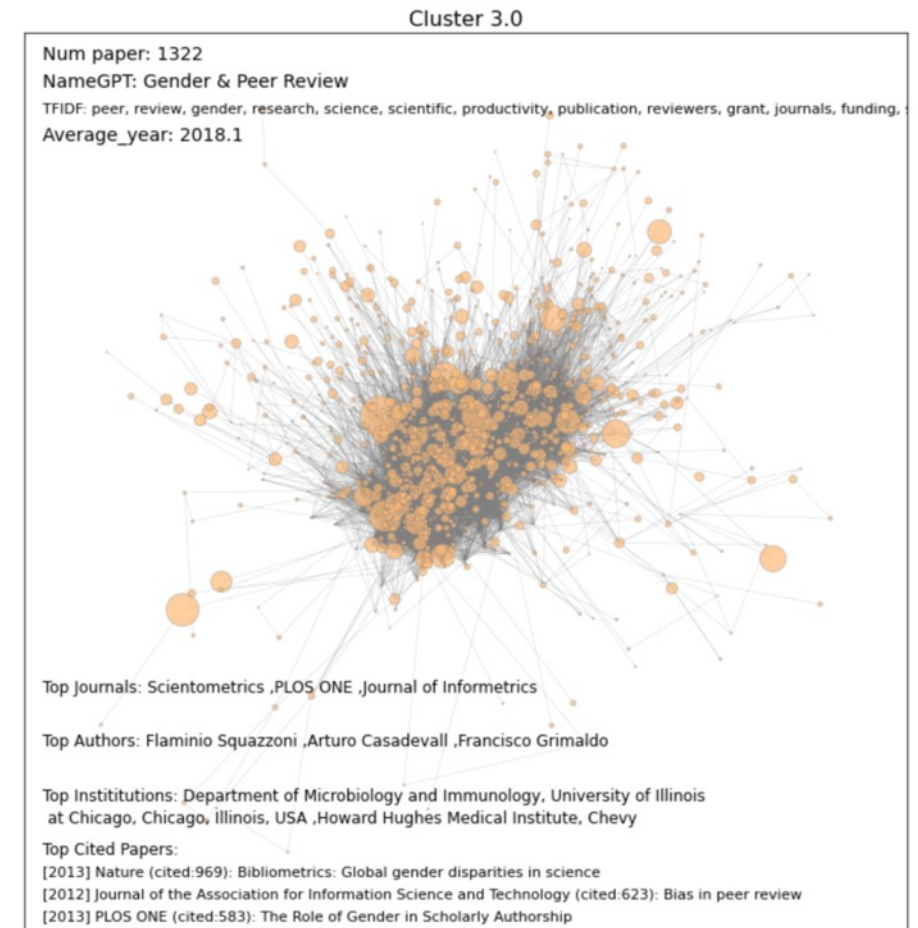 Cluster 3.0
Num paper: 1322
NameGPT: Gender & Peer Review
TFIDF: peer, review, gender, research, science, scientific, productivity, publication, reviewers, grant, journals, funding,
Average_year: 2018.1
Top Journals: Scientometrics ,PLOS ONE ,Journal of Informetrics
Top Authors: Flaminio Squazzoni ,Arturo Casadevall ,Francisco Grimaldo
Top Instititutions: Department of Microbiology and Immunology, University of Illinois
at Chicago, Chicago, Illinois, USA ,Howard Hughes Medical Institute, Chevy
Top Cited Papers:
[2013] Nature (cited:969): Bibliometrics: Global gender disparities in science
[2012] Journal of the Association for Information Science and Technology (cited:623): Bias in peer review
[2013] PLOS ONE (cited:583): The Role of Gender in Scholarly Authorship